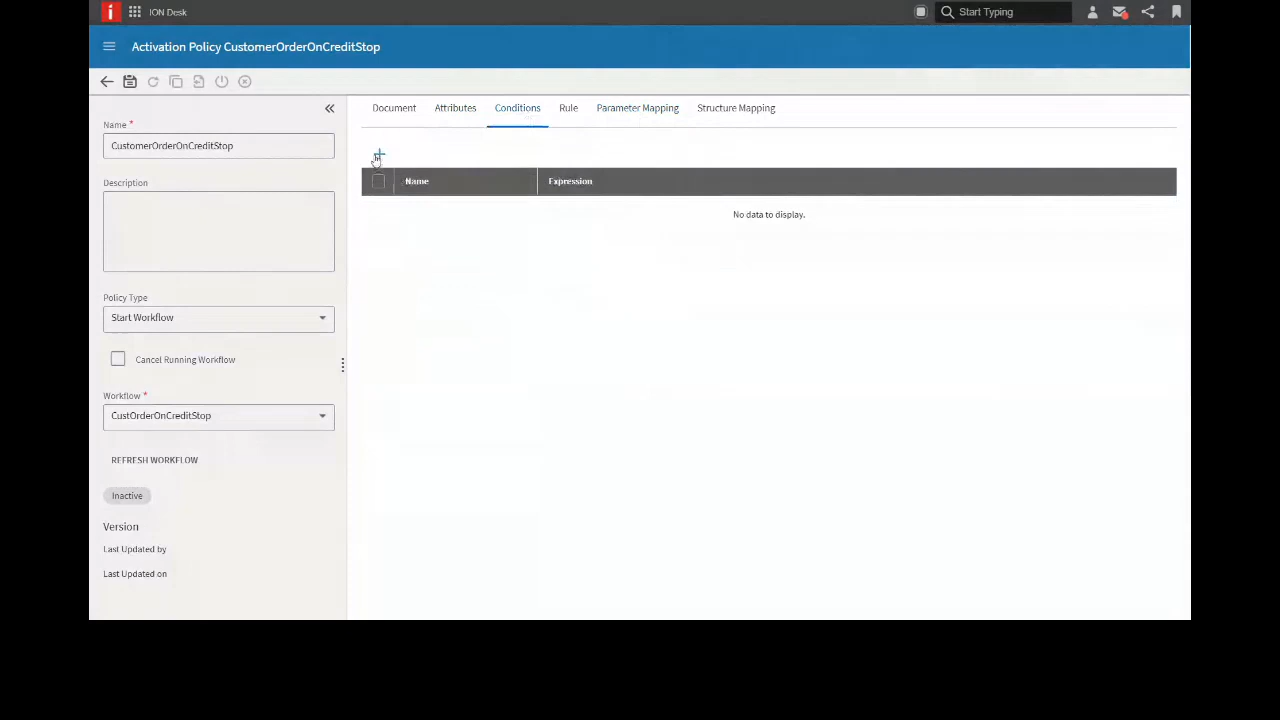 ION Desk
Start Typing
Activation Policy CustomerOrderOnCreditStop
Document Attributes Conditions Rule Parameter Mapping Structure Mapping
Name *
CustomerOrderOnCreditStop
Description
Policy Type
Start Workflow
Cancel Running Workflow
Workflow *
CustOrderOnCreditStop
REFRESH WORKFLOW
Inactive
Version
Last Updated by
Last Updated on
Name Expression
No data to display.